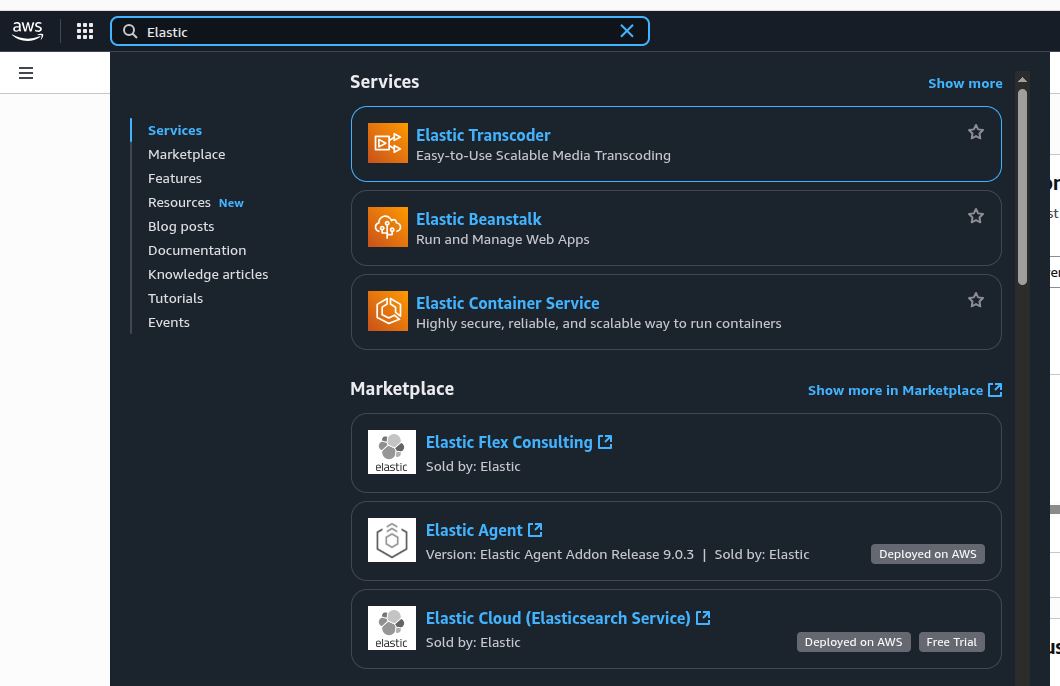 aws
Elastic
Services
Marketplace
Features
Resources New
Blog posts
Documentation
Knowledge articles
Tutorials
Events
Services
Show more
Elastic Transcoder
Easy-to-Use Scalable Media Transcoding
Elastic Beanstalk
Run and Manage Web Apps
Elastic Container Service
Highly secure, reliable, and scalable way to run containers
Marketplace
Show more in Marketplace
elastic
Elastic Flex Consulting
Sold by: Elastic
Elastic Agent
Version: Elastic Agent Addon Release 9.0.3 | Sold by: Elastic
Deployed on AWS
elastic
Elastic Cloud (Elasticsearch Service)
Sold by: Elastic
Deployed on AWS
Free Trial